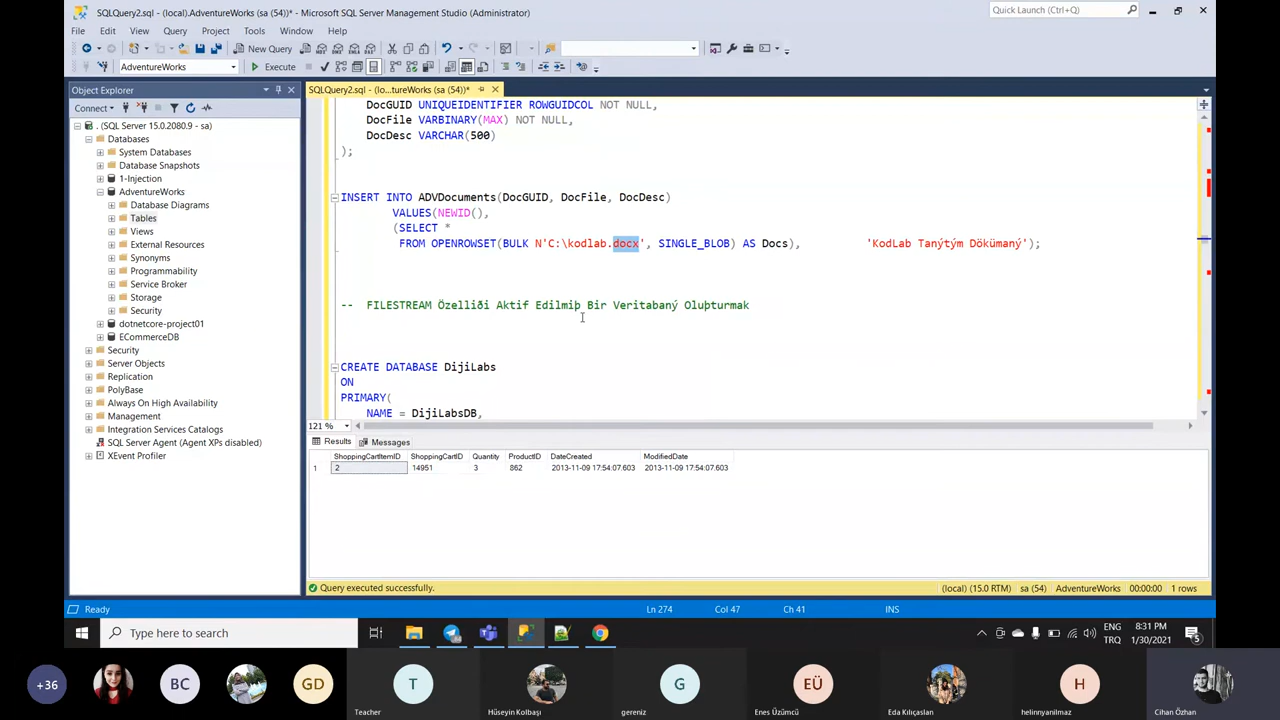 SQLQuery2.sql - (local).AdventureWorks (sa (54))* - Microsoft SQL Server Management Studio (Administrator)
Quick Launch (Ctrl+Q)
File Edit View Query Project Tools Window Help
New Query
AdventureWorks Execute
Object Explorer
SQLQuery2.sql - (lo...tureWorks (sa (54))*
Connect
. (SQL Server 15.0.2080.9 - sa)
Databases
System Databases
Database Snapshots
1-Injection
AdventureWorks
Database Diagrams
Tables
Views
External Resources
Synonyms
Programmability
Service Broker
Storage
Security
dotnetcore-project01
ECommerceDB
Security
Server Objects
Replication
PolyBase
Always On High Availability
Management
Integration Services Catalogs
SQL Server Agent (Agent XPs disabled)
XEvent Profiler
DocGUID UNIQUEIDENTIFIER ROWGUIDCOL NOT NULL,
DocFile VARBINARY(MAX) NOT NULL,
DocDesc VARCHAR(500)
);
INSERT INTO ADVDocuments(DocGUID, DocFile, DocDesc)
VALUES(NEWID(),
(SELECT *
FROM OPENROWSET(BULK N'C:\kodlab.docx', SINGLE_BLOB) AS Docs), 'KodLab Tanýtým Dökümaný');
-- FILESTREAM Özelliði Aktif Edilmiþ Bir Veritabaný Oluþturmak
CREATE DATABASE DijiLabs
ON
PRIMARY(
NAME = DijiLabsDB,
121 %
Results Messages
ShoppingCartItemID ShoppingCartID Quantity ProductID DateCreated ModifiedDate
1 2 14951 3 862 2013-11-09 17:54:07.603 2013-11-09 17:54:07.603
Query executed successfully. (local) (15.0 RTM) sa (54) AdventureWorks 00:00:00 1 rows
Ready Ln 274 Col 47 Ch 41 INS
Type here to search
ENG
TRQ
8:31 PM
1/30/2021
5
+36 BC GD T G EÜ H
Teacher Hüseyin Kolbaşı gereniz Enes Üzümcü Eda Kılıçaslan helinnyanilmaz Cihan Özhan